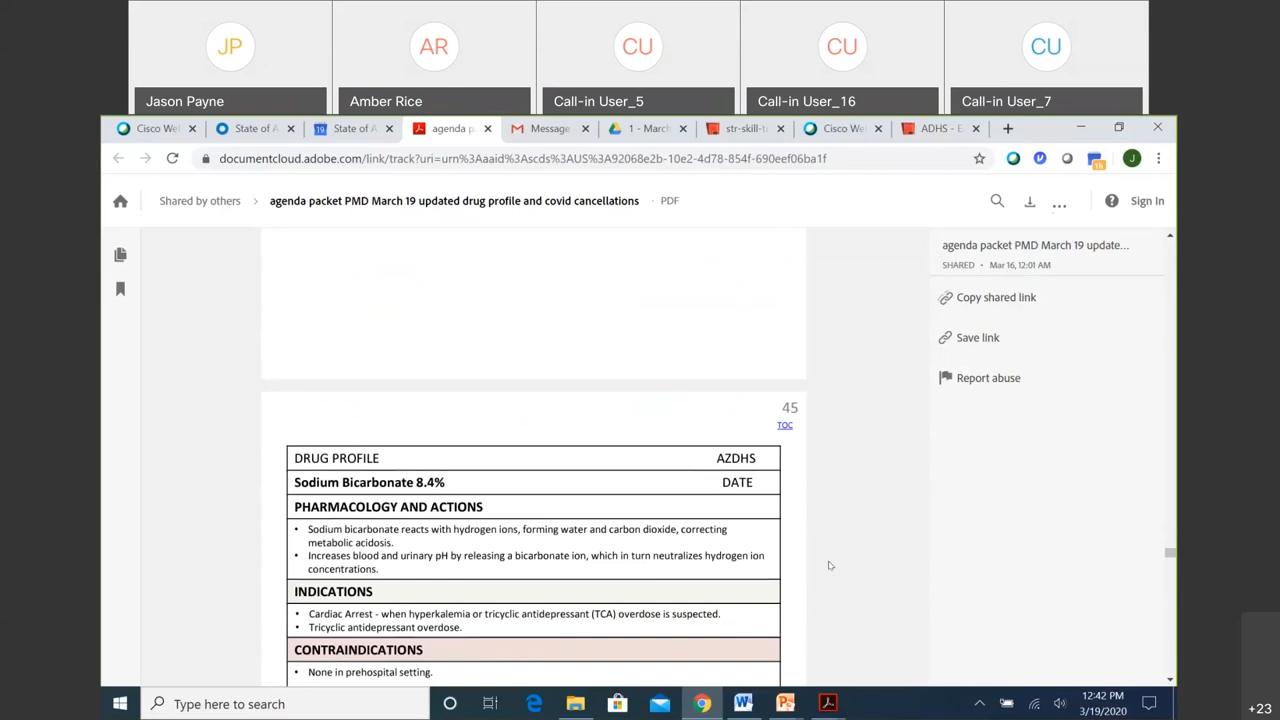 JP
AR
CU
CU
CU
Jason Payne
Amber Rice
Call-in User_5
Call-in User_16
Call-in User_7
Cisco We
State of A
19
State of A
agenda p
Message
1 - March
str-skill-t
Cisco We
ADHS - E
documentcloud.adobe.com/link/track?uri=urn%3Aaaid%3Ascds%3AUS%3A92068e2b-10e2-4d78-854f-690eef06ba1f
J
Shared by others > agenda packet PMD March 19 updated drug profile and covid cancellations · PDF
Sign In
agenda packet PMD March 19 update...
SHARED • Mar 16, 12:01 AM
Copy shared link
Save link
Report abuse
45
TOC
DRUG PROFILE AZDHS
Sodium Bicarbonate 8.4% DATE
PHARMACOLOGY AND ACTIONS
• Sodium bicarbonate reacts with hydrogen ions, forming water and carbon dioxide, correcting
metabolic acidosis.
• Increases blood and urinary pH by releasing a bicarbonate ion, which in turn neutralizes hydrogen ion
concentrations.
INDICATIONS
• Cardiac Arrest - when hyperkalemia or tricyclic antidepressant (TCA) overdose is suspected.
• Tricyclic antidepressant overdose.
CONTRAINDICATIONS
• None in prehospital setting.
Type here to search
12:42 PM
3/19/2020
+23